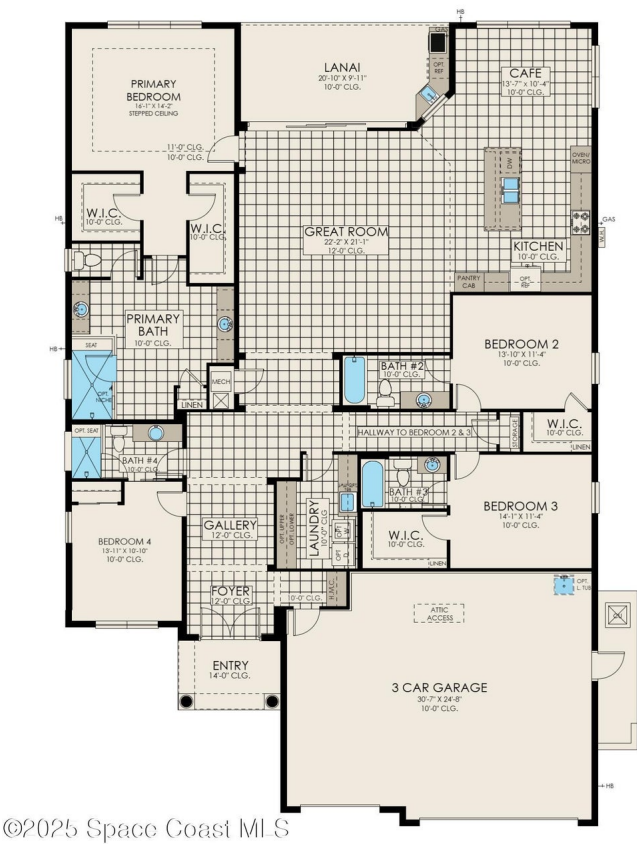 HB
PRIMARY
BEDROOM
16'-1" X 14'-2"
STEPPED CEILING
11'-0" CLG.
10'-0" CLG.
LANAI
20'-10" X 9'-11"
10'-0" CLG.
OPT.
REF
CAFE
13'-7" X 10'-4"
10'-0" CLG.
DW
OVEN/
MICRO
HB
W.I.C.
10'-0" CLG.
W.I.C.
10'-0" CLG.
GREAT ROOM
22'-2" X 21'-1"
12'-0" CLG.
GAS
W.H.
KITCHEN
10'-0" CLG.
PANTRY
CAB
OPT.
REF
PRIMARY
BATH
10'-0" CLG.
HB
SEAT
OPT.
NICHE
LINEN
MECH
BATH #2
10'-0" CLG.
BEDROOM 2
13'-10" X 11'-4"
10'-0" CLG.
HALLWAY TO BEDROOM 2 & 3
STORAGE
W.I.C.
10'-0" CLG.
LINEN
OPT. SEAT
BATH #4
10'-0" CLG.
BEDROOM 4
13'-11" X 10'-10"
10'-0" CLG.
GALLERY
12'-0" CLG.
OPT. UPPER
OPT. LOWER
LAUNDRY
10'-0" CLG
OPT.
W
OPT.
D
BATH #3
10'-0" CLG.
W.I.C.
10'-0" CLG.
LINEN
BEDROOM 3
14'-1" X 11'-4"
10'-0" CLG.
FOYER
12'-0" CLG.
10'-0" CLG.
H.M.C.
OPT.
L. TUB
ATTIC
ACCESS
ENTRY
14'-0" CLG.
3 CAR GARAGE
30'-7" X 24'-8"
10'-0" CLG.
HB
©2025 Space Coast MLS